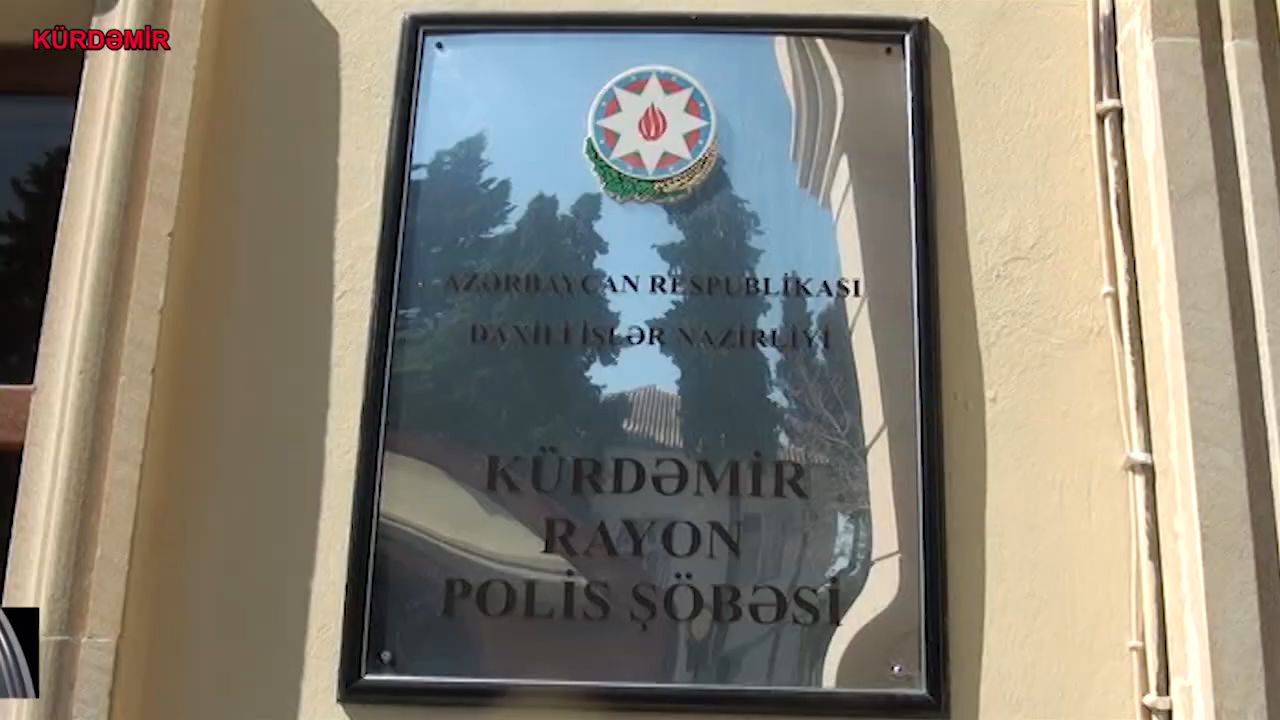 KÜRDƏMİR
AZƏRBAYCAN RESPUBLİKASI
DAXİLİ İŞLƏR NAZİRLİYİ
KÜRDƏMİR
RAYON
POLİS ŞÖBƏSİ